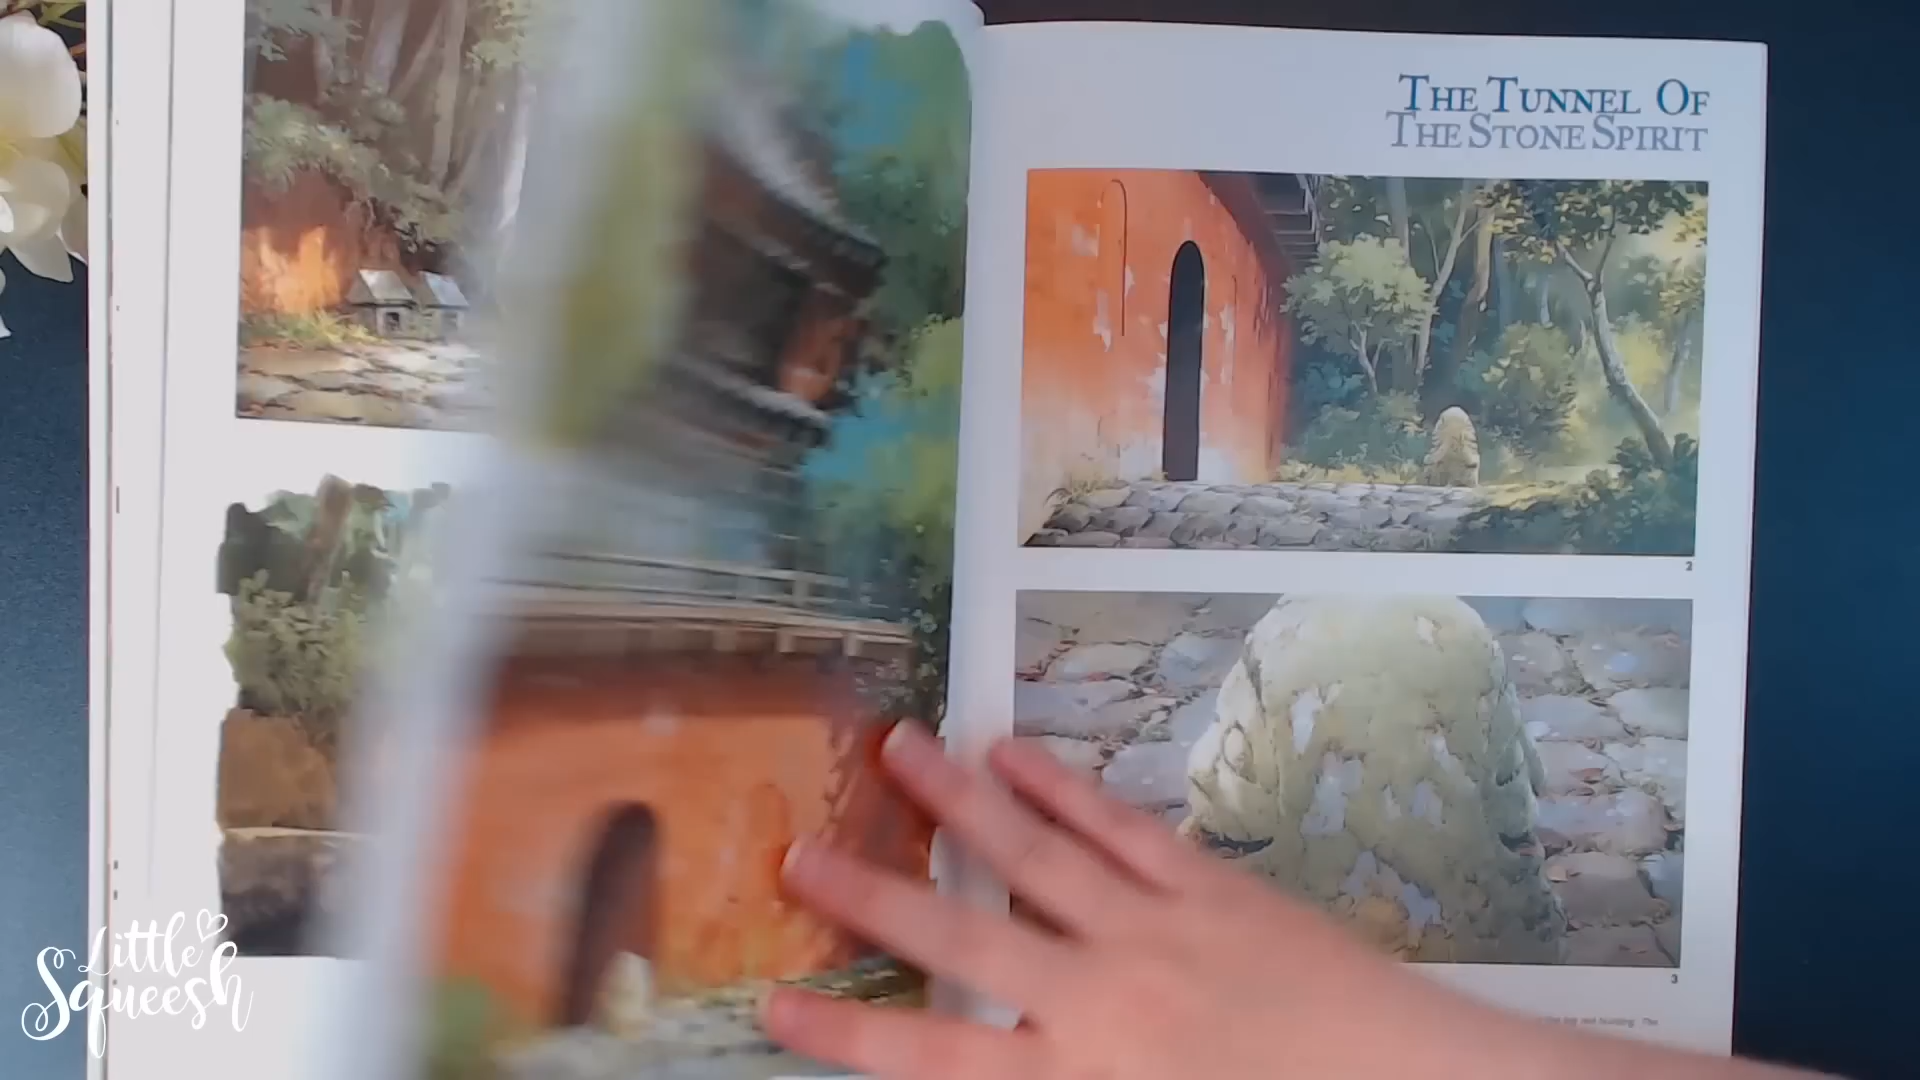 THE TUNNEL OF
THE STONE SPIRIT
2
3
Little
Squeesh